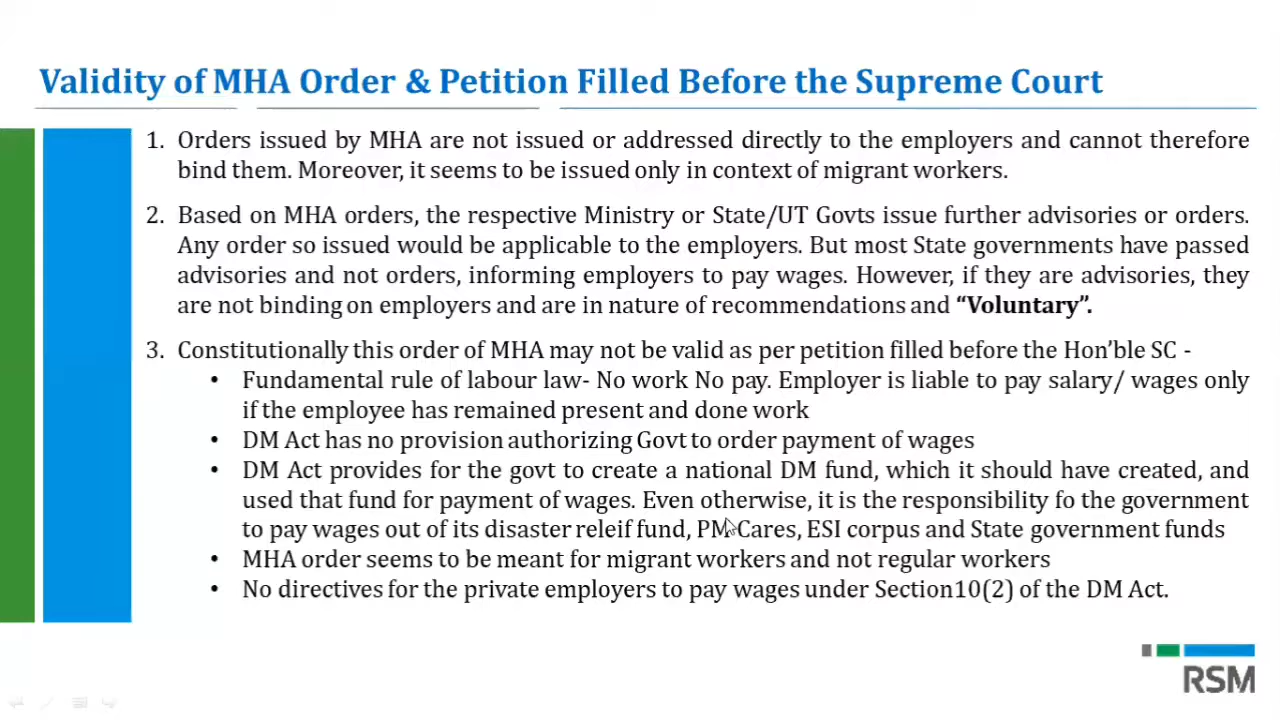 Validity of MHA Order & Petition Filled Before the Supreme Court
1. Orders issued by MHA are not issued or addressed directly to the employers and cannot therefore
bind them. Moreover, it seems to be issued only in context of migrant workers.
2. Based on MHA orders, the respective Ministry or State/UT Govts issue further advisories or orders.
Any order so issued would be applicable to the employers. But most State governments have passed
advisories and not orders, informing employers to pay wages. However, if they are advisories, they
are not binding on employers and are in nature of recommendations and “Voluntary”.
3. Constitutionally this order of MHA may not be valid as per petition filled before the Hon’ble SC -
• Fundamental rule of labour law- No work No pay. Employer is liable to pay salary/ wages only
if the employee has remained present and done work
• DM Act has no provision authorizing Govt to order payment of wages
• DM Act provides for the govt to create a national DM fund, which it should have created, and
used that fund for payment of wages. Even otherwise, it is the responsibility fo the government
to pay wages out of its disaster releif fund, PM Cares, ESI corpus and State government funds
• MHA order seems to be meant for migrant workers and not regular workers
• No directives for the private employers to pay wages under Section10(2) of the DM Act.
RSM